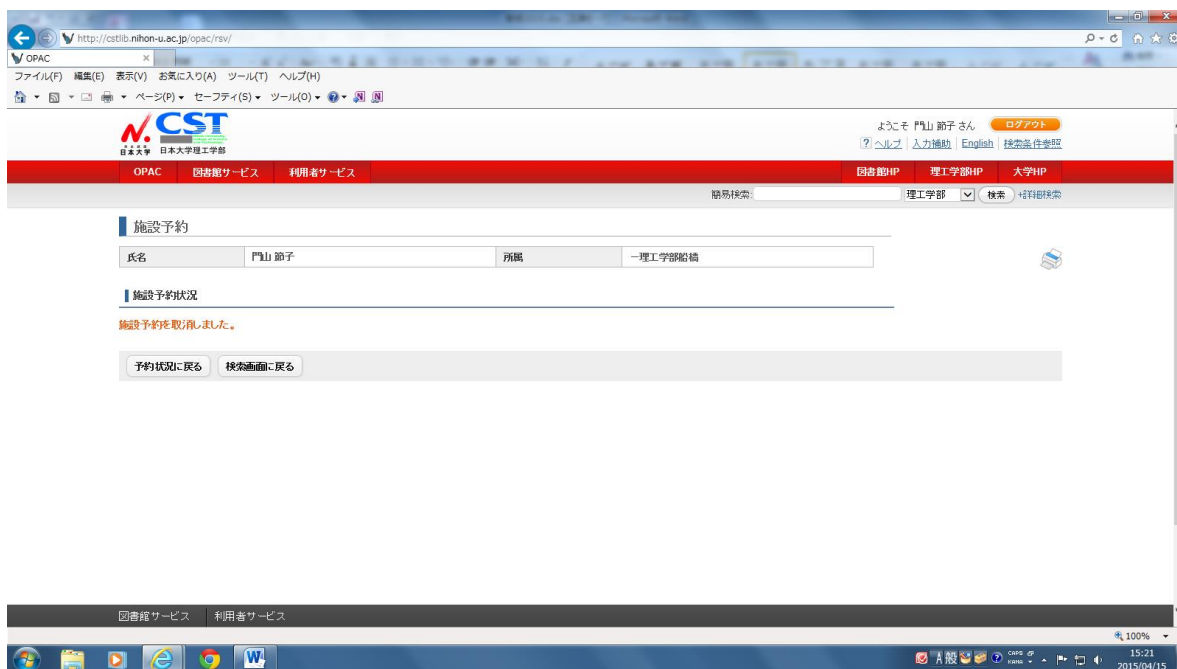 http://cstlib.nihon-u.ac.jp/opac/rsv/
OPAC
ファイル(F) 編集(E) 表示(V) お気に入り(A) ツール(T) ヘルプ(H)
ページ(P) セーフティ(S) ツール(O)
CST
日本大学 日本大学理工学部
ようこそ 門山 節子 さん ログアウト
? ヘルプ 入力補助 English 検索条件参照
OPAC 図書館サービス 利用者サービス 図書館HP 理工学部HP 大学HP
簡易検索: 理工学部 検索 +詳細検索
施設予約
氏名 門山 節子 所属 一理工学部船橋
施設予約状況
施設予約を取消しました。
予約状況に戻る 検索画面に戻る
図書館サービス 利用者サービス
100%
A 般 CAPS KANA 15:21
2015/04/15